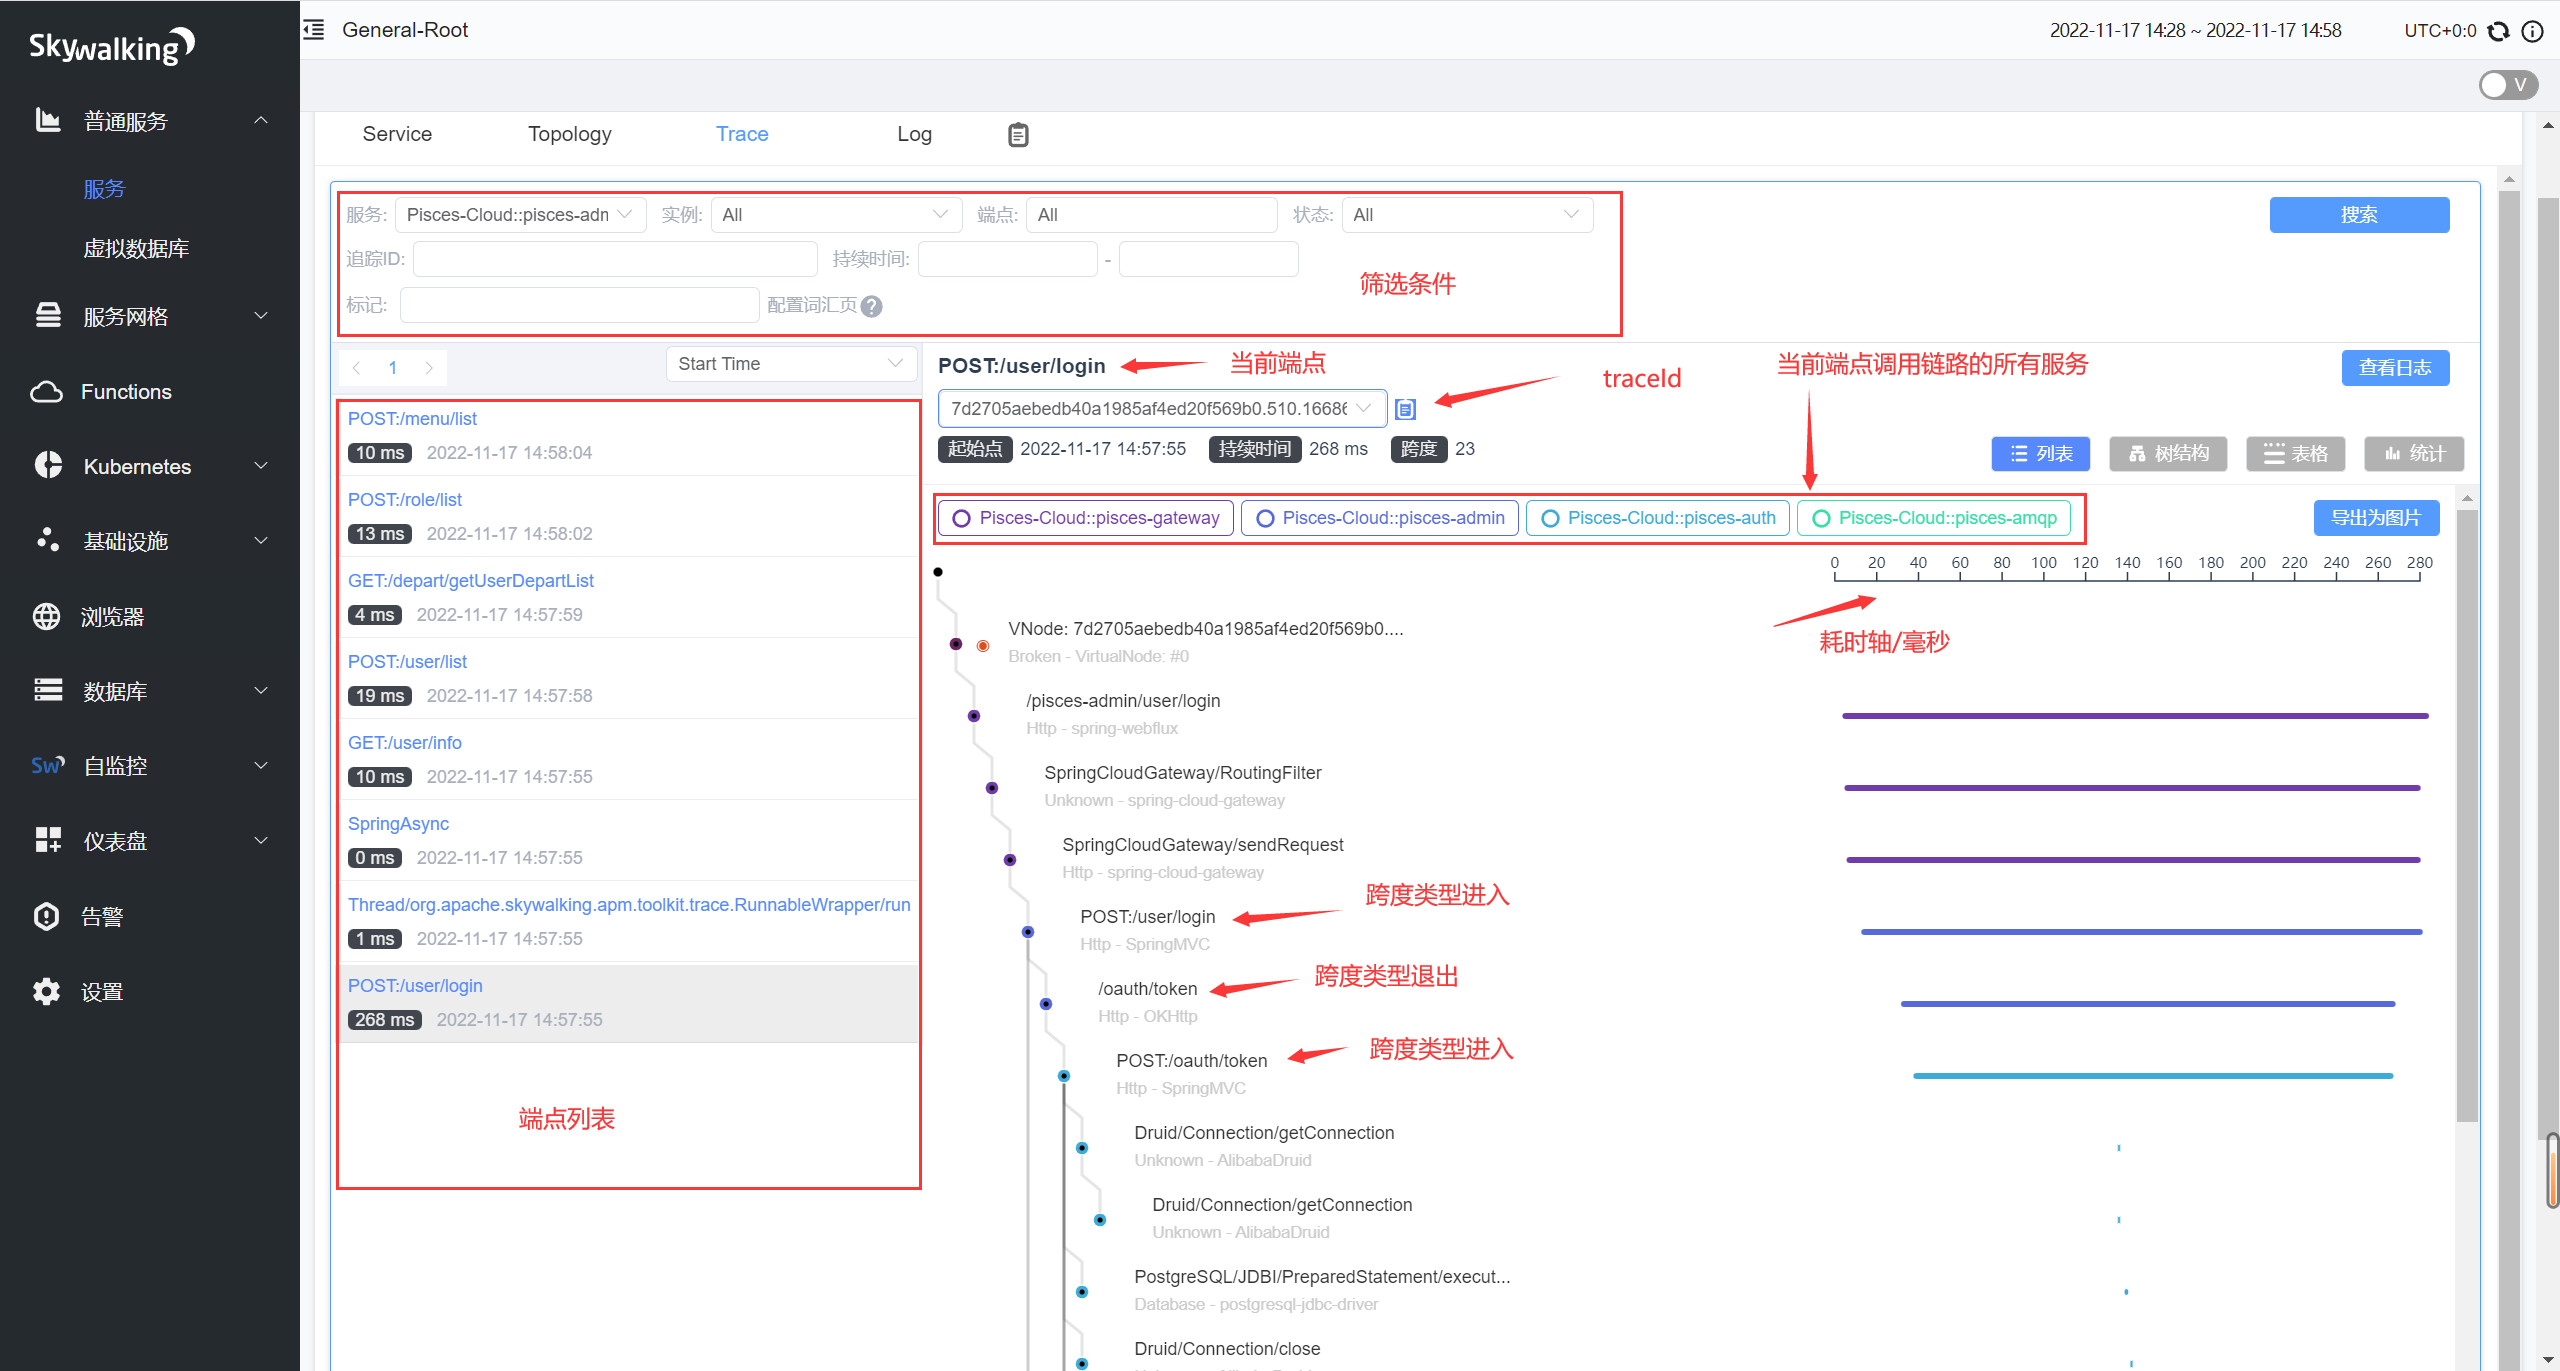 Skywalking
普通服务
服务
虚拟数据库
服务网格
Functions
Kubernetes
基础设施
浏览器
数据库
Sw 自监控
仪表盘
告警
设置
General-Root
2022-11-17 14:28 ~ 2022-11-17 14:58
UTC+0:0
V
Service Topology Trace Log
服务: Pisces-Cloud::pisces-adn 实例: All 端点: All 状态: All
搜索
追踪ID: 持续时间: -
筛选条件
标记: 配置词汇页 ?
1
Start Time
POST:/menu/list
10 ms 2022-11-17 14:58:04
POST:/role/list
13 ms 2022-11-17 14:58:02
GET:/depart/getUserDepartList
4 ms 2022-11-17 14:57:59
POST:/user/list
19 ms 2022-11-17 14:57:58
GET:/user/info
10 ms 2022-11-17 14:57:55
SpringAsync
0 ms 2022-11-17 14:57:55
Thread/org.apache.skywalking.apm.toolkit.trace.RunnableWrapper/run
1 ms 2022-11-17 14:57:55
POST:/user/login
268 ms 2022-11-17 14:57:55
端点列表
POST:/user/login
当前端点
traceId
当前端点调用链路的所有服务
查看日志
7d2705aebedb40a1985af4ed20f569b0.510.16686
起始点 2022-11-17 14:57:55 持续时间 268 ms 跨度 23
列表 树结构 表格 统计
Pisces-Cloud::pisces-gateway Pisces-Cloud::pisces-admin Pisces-Cloud::pisces-auth Pisces-Cloud::pisces-amqp
导出为图片
0 20 40 60 80 100 120 140 160 180 200 220 240 260 280
耗时轴/毫秒
VNode: 7d2705aebedb40a1985af4ed20f569b0....
Broken - VirtualNode: #0
/pisces-admin/user/login
Http - spring-webflux
SpringCloudGateway/RoutingFilter
Unknown - spring-cloud-gateway
SpringCloudGateway/sendRequest
Http - spring-cloud-gateway
跨度类型进入
POST:/user/login
Http - SpringMVC
跨度类型退出
/oauth/token
Http - OKHttp
跨度类型进入
POST:/oauth/token
Http - SpringMVC
Druid/Connection/getConnection
Unknown - AlibabaDruid
Druid/Connection/getConnection
Unknown - AlibabaDruid
PostgreSQL/JDBI/PreparedStatement/execut...
Database - postgresql-jdbc-driver
Druid/Connection/close